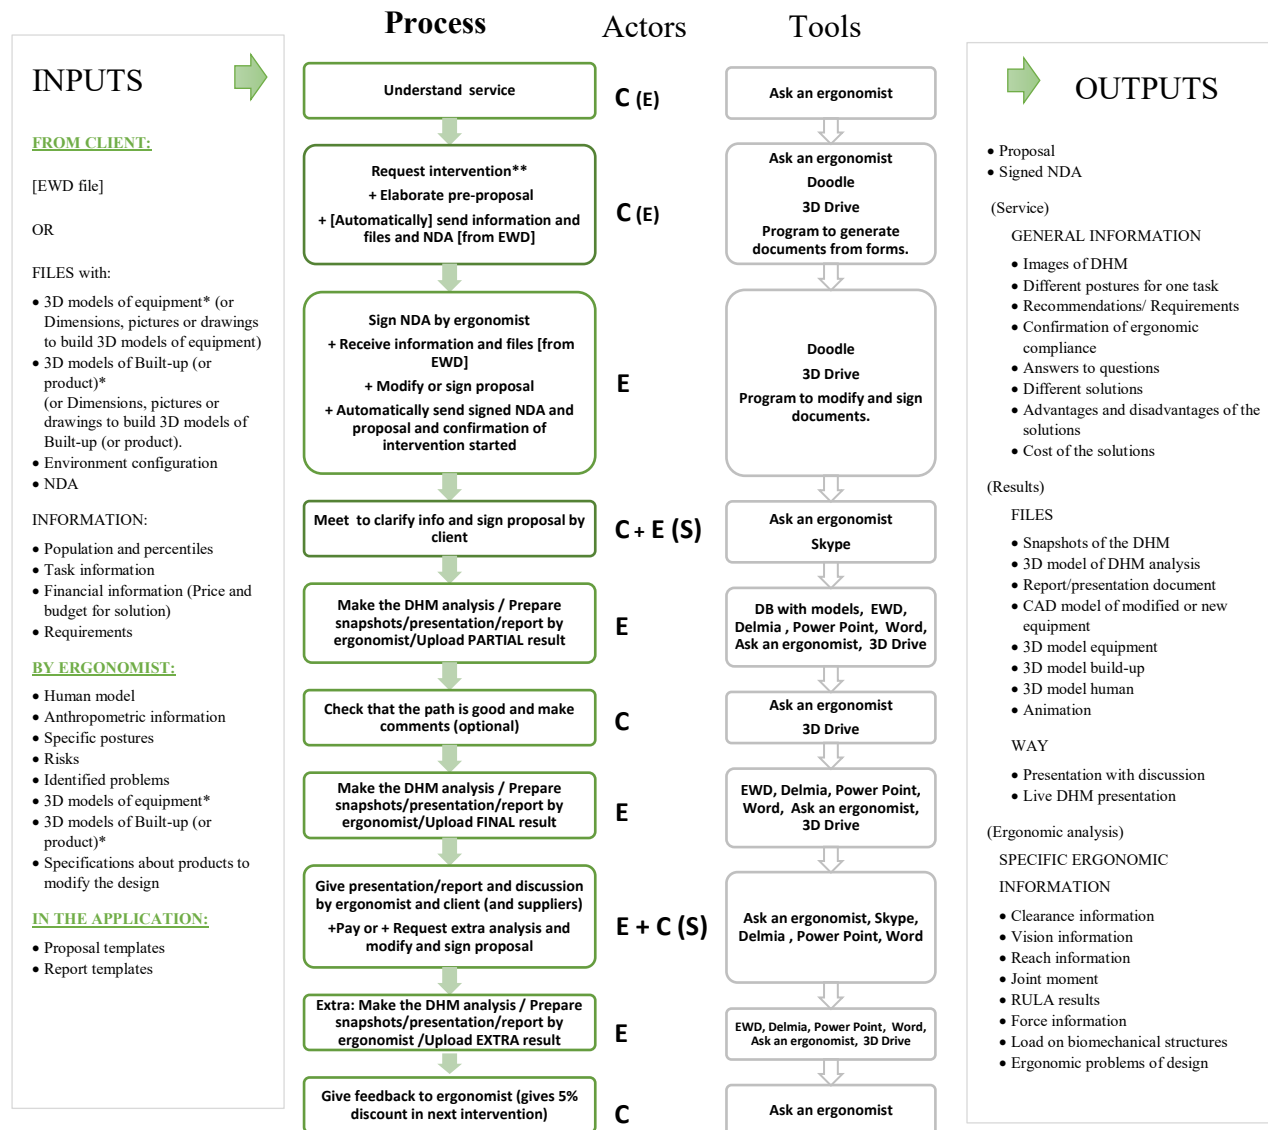 Process
Actors
Tools
INPUTS
FROM CLIENT:
[EWD file]
OR
FILES with:
• 3D models of equipment* (or
Dimensions, pictures or drawings
to build 3D models of equipment)
• 3D models of Built-up (or
product)*
(or Dimensions, pictures or
drawings to build 3D models of
Built-up (or product).
• Environment configuration
• NDA
INFORMATION:
• Population and percentiles
• Task information
• Financial information (Price and
budget for solution)
• Requirements
BY ERGONOMIST:
• Human model
• Anthropometric information
• Specific postures
• Risks
• Identified problems
• 3D models of equipment*
• 3D models of Built-up (or
product)*
• Specifications about products to
modify the design
IN THE APPLICATION:
• Proposal templates
• Report templates
Understand service
C (E)
Ask an ergonomist
Request intervention**
+ Elaborate pre-proposal
+ [Automatically] send information and
files and NDA [from EWD]
C (E)
Ask an ergonomist
Doodle
3D Drive
Program to generate
documents from forms.
Sign NDA by ergonomist
+ Receive information and files [from
EWD]
+ Modify or sign proposal
+ Automatically send signed NDA and
proposal and confirmation of
intervention started
E
Doodle
3D Drive
Program to modify and sign
documents.
Meet to clarify info and sign proposal by
client
C + E (S)
Ask an ergonomist
Skype
Make the DHM analysis / Prepare
snapshots/presentation/report by
ergonomist/Upload PARTIAL result
E
DB with models, EWD,
Delmia , Power Point, Word,
Ask an ergonomist, 3D Drive
Check that the path is good and make
comments (optional)
C
Ask an ergonomist
3D Drive
Make the DHM analysis / Prepare
snapshots/presentation/report by
ergonomist/Upload FINAL result
E
EWD, Delmia, Power Point,
Word, Ask an ergonomist,
3D Drive
Give presentation/report and discussion
by ergonomist and client (and suppliers)
+Pay or + Request extra analysis and
modify and sign proposal
E + C (S)
Ask an ergonomist, Skype,
Delmia , Power Point, Word
Extra: Make the DHM analysis / Prepare
snapshots/presentation/report by
ergonomist /Upload EXTRA result
E
EWD, Delmia, Power Point, Word,
Ask an ergonomist, 3D Drive
Give feedback to ergonomist (gives 5%
discount in next intervention)
C
Ask an ergonomist
OUTPUTS
• Proposal
• Signed NDA
(Service)
GENERAL INFORMATION
• Images of DHM
• Different postures for one task
• Recommendations/ Requirements
• Confirmation of ergonomic
compliance
• Answers to questions
• Different solutions
• Advantages and disadvantages of the
solutions
• Cost of the solutions
(Results)
FILES
• Snapshots of the DHM
• 3D model of DHM analysis
• Report/presentation document
• CAD model of modified or new
equipment
• 3D model equipment
• 3D model build-up
• 3D model human
• Animation
WAY
• Presentation with discussion
• Live DHM presentation
(Ergonomic analysis)
SPECIFIC ERGONOMIC
INFORMATION
• Clearance information
• Vision information
• Reach information
• Joint moment
• RULA results
• Force information
• Load on biomechanical structures
• Ergonomic problems of design